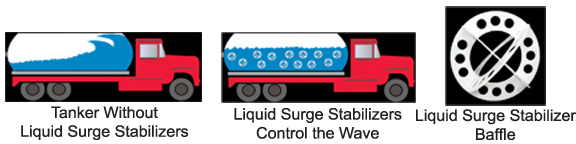 Tanker Without
Liquid Surge Stabilizers
Liquid Surge Stabilizers
Control the Wave
Liquid Surge Stabilizer
Baffle